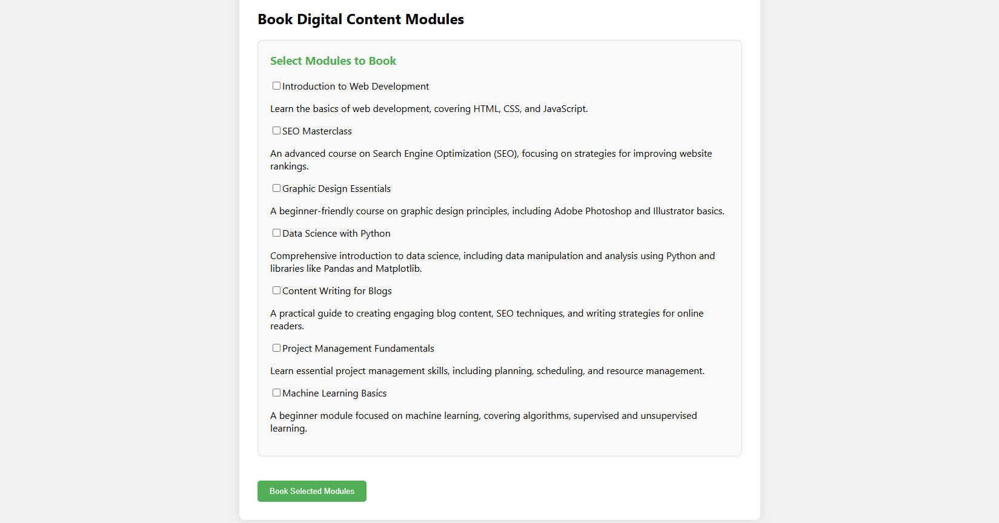 Book Digital Content Modules
Select Modules to Book
Introduction to Web Development
Learn the basics of web development, covering HTML, CSS, and JavaScript.
SEO Masterclass
An advanced course on Search Engine Optimization (SEO), focusing on strategies for improving website
rankings.
Graphic Design Essentials
A beginner-friendly course on graphic design principles, including Adobe Photoshop and Illustrator basics.
Data Science with Python
Comprehensive introduction to data science, including data manipulation and analysis using Python and
libraries like Pandas and Matplotlib.
Content Writing for Blogs
A practical guide to creating engaging blog content, SEO techniques, and writing strategies for online
readers.
Project Management Fundamentals
Learn essential project management skills, including planning, scheduling, and resource management.
Machine Learning Basics
A beginner module focused on machine learning, covering algorithms, supervised and unsupervised
learning.
Book Selected Modules